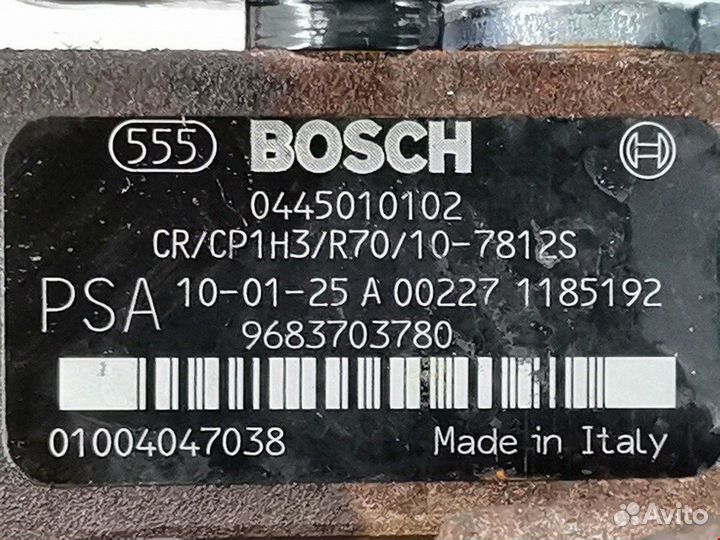 555 BOSCH
0445010102
CR/CP1H3/R70/10-7812S
PSA 10-01-25 A 00227 1185192
9683703780
01004047038 Made in Italy
Avito